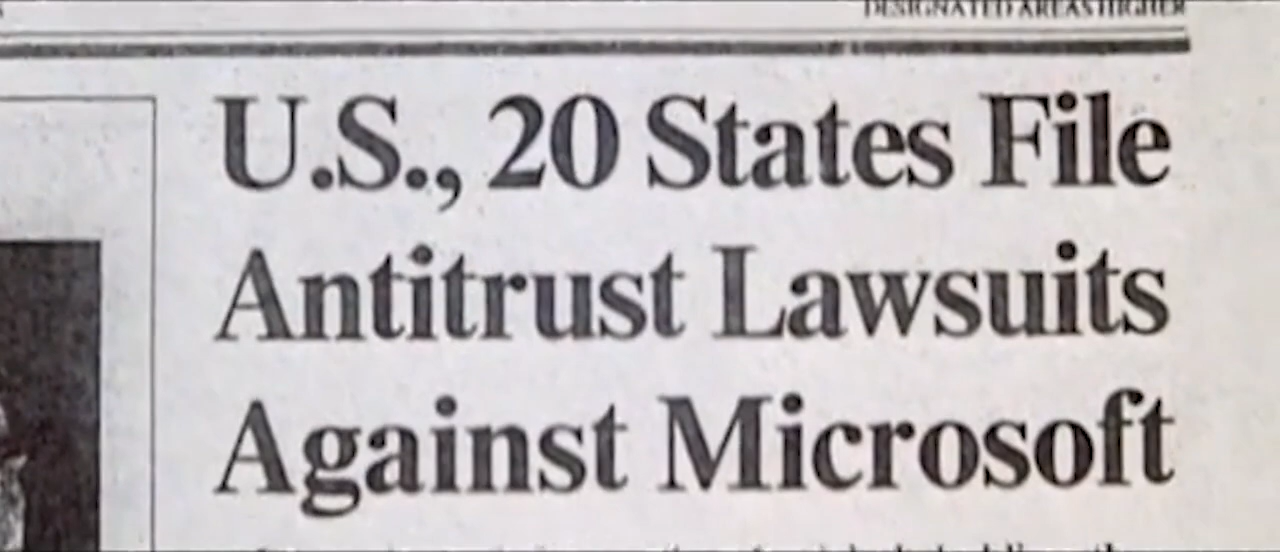 DESIGNATED AREAS HIGHER
U.S., 20 States File
Antitrust Lawsuits
Against Microsoft